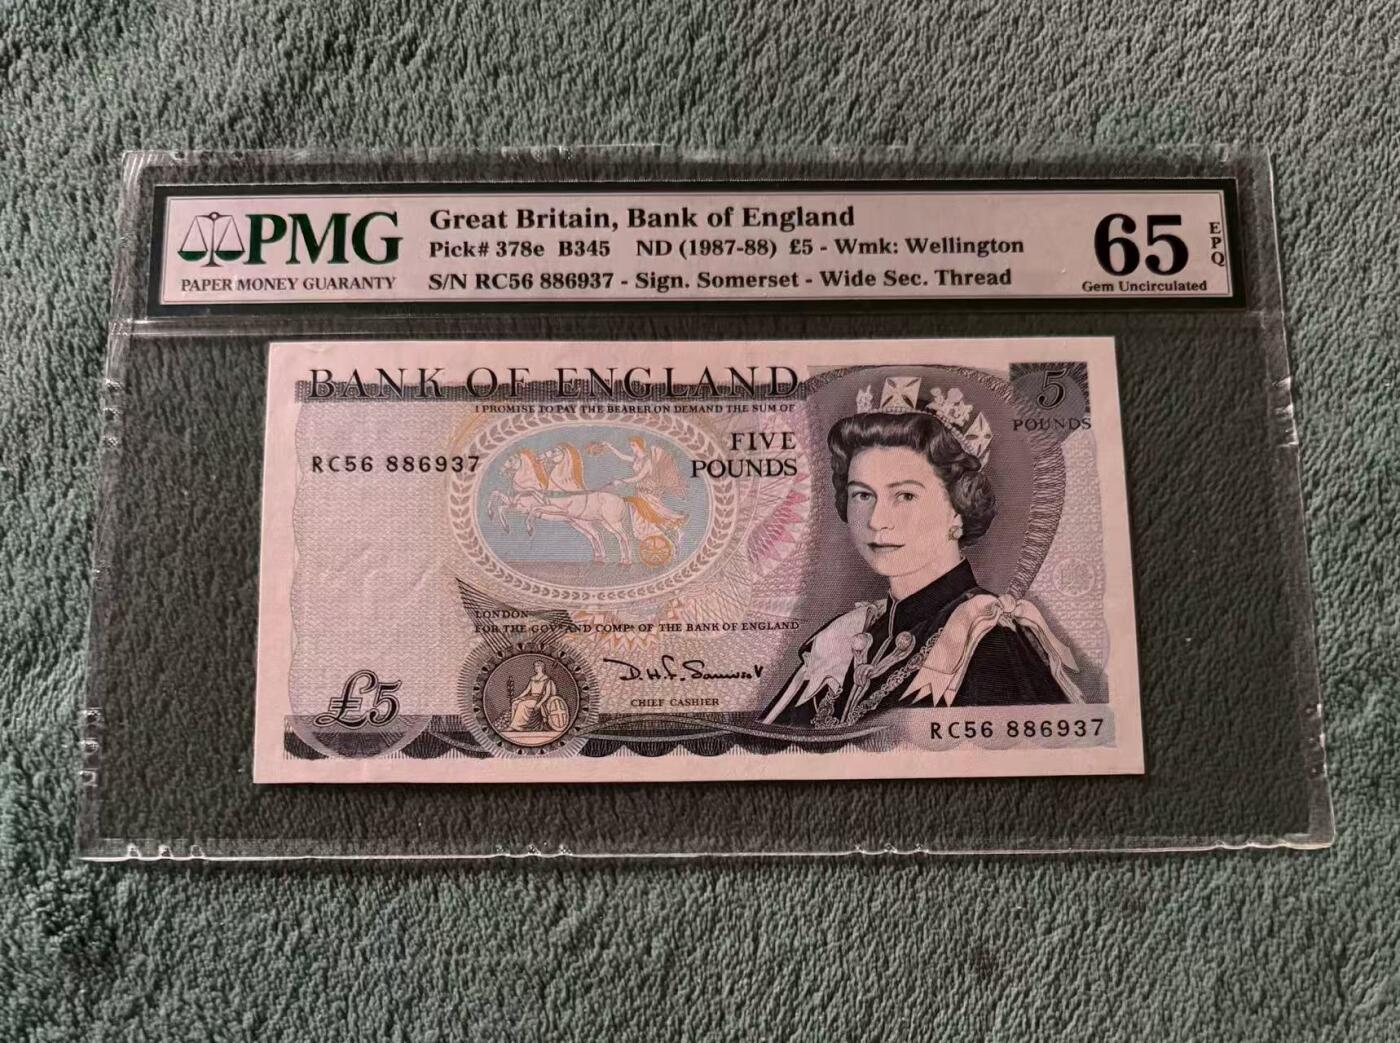 PMG
PAPER MONEY GUARANTY
Great Britain, Bank of England
Pick# 378e B345 ND (1987-88) £5 - Wmk: Wellington
S/N RC56 886937 - Sign. Somerset - Wide Sec. Thread
65
EPQ
Gem Uncirculated
BANK OF ENGLAND
I PROMISE TO PAY THE BEARER ON DEMAND THE SUM OF
FIVE
POUNDS
5
POUNDS
RC56 886937
LONDON
FOR THE GOVR AND COMPA OF THE BANK OF ENGLAND
D.H.F. Somerset
CHIEF CASHIER
£5
RC56 886937